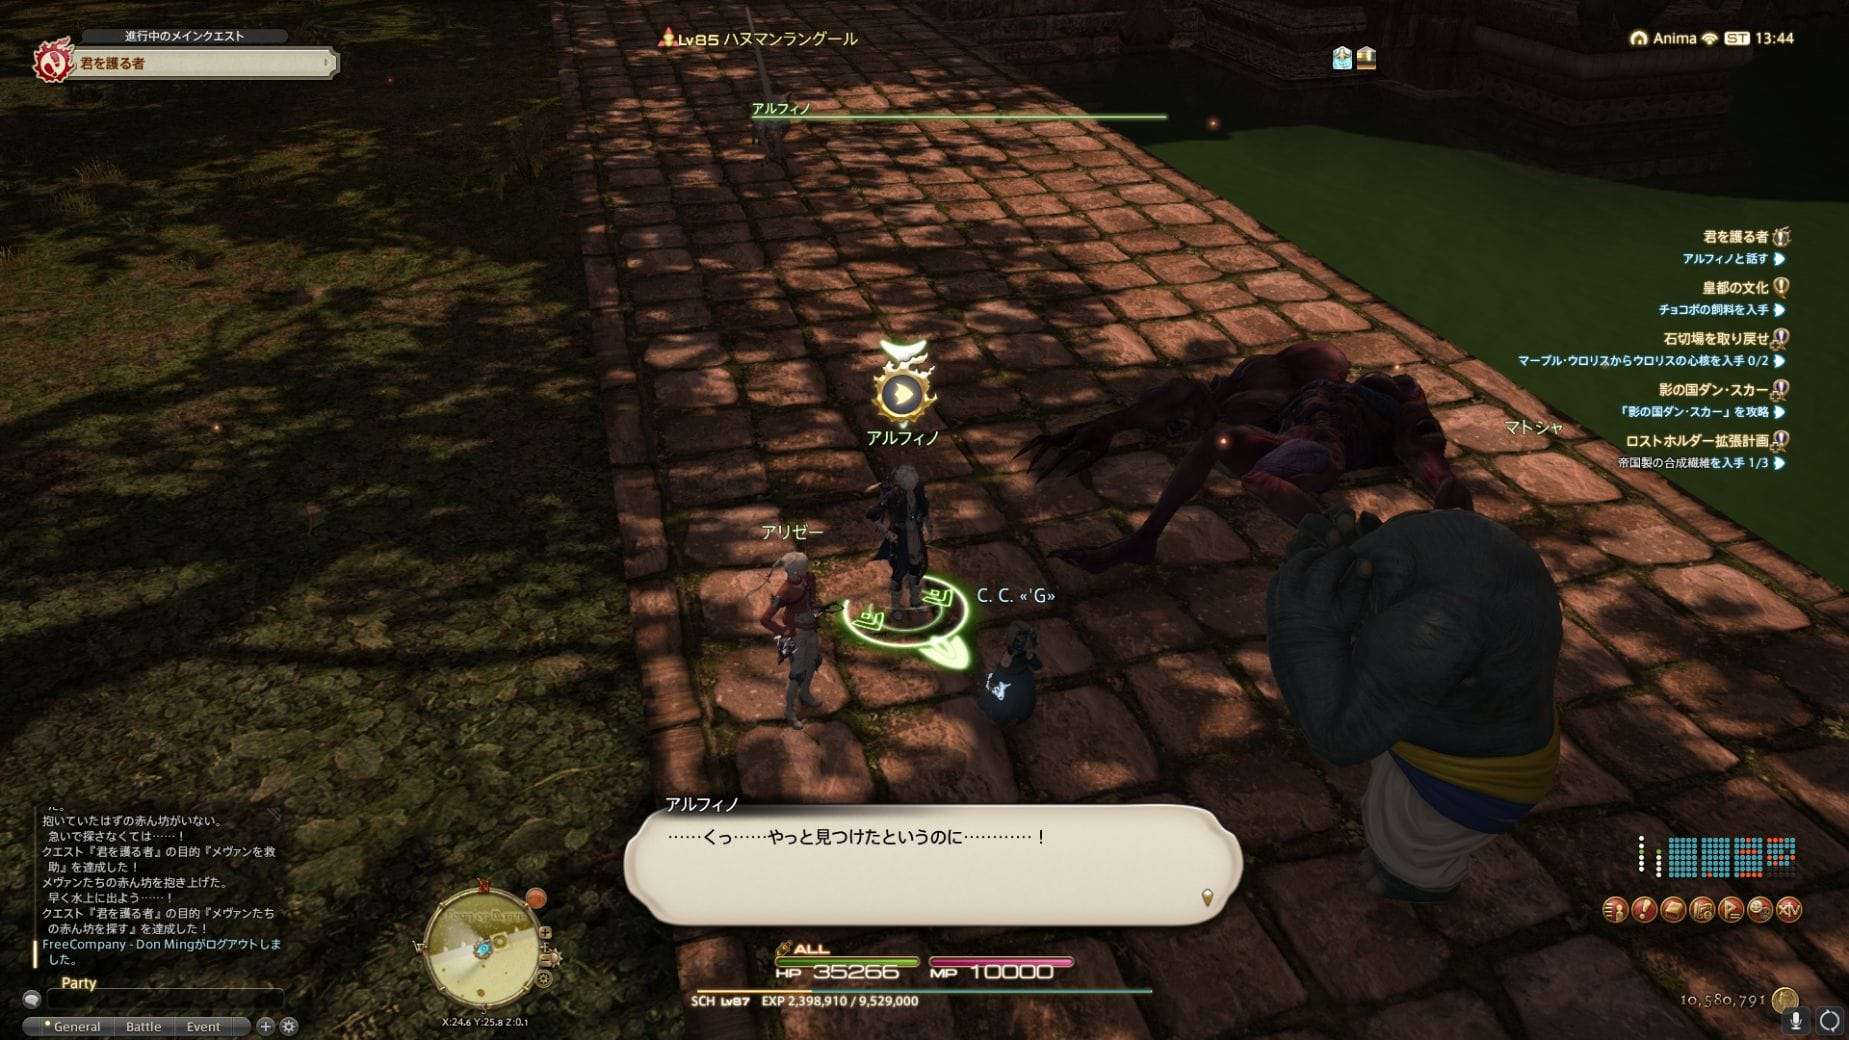 進行中のメインクエスト
君を護る者
Lv85 ハヌマンラングール
アルフィノ
Anima ST 13:44
君を護る者
アルフィノと話す
皇都の文化
チョコボの飼料を入手
石切場を取り戻せ
マーブル・ウロリスからウロリスの心核を入手 0/2
影の国ダン・スカー
「影の国ダン・スカー」を攻略
ロストホルダー拡張計画
帝国製の合成繊維を入手 1/3
アルフィノ
マトシャ
アリゼー
C. C. «'G»
アルフィノ
……くっ……やっと見つけたというのに…………！
た。
抱いていたはずの赤ん坊がいない。
急いで探さなくては……！
クエスト『君を護る者』の目的『メヴァンを救
助』を達成した！
メヴァンたちの赤ん坊を抱き上げた。
早く水上に出よう……！
クエスト『君を護る者』の目的『メヴァンたち
の赤ん坊を探す』を達成した！
FreeCompany - Don Mingがログアウトしま
した。
Party
General Battle Event
X:24.6 Y:25.8 Z:0.1
ALL
HP 35266 MP 10000
SCH Lv87 EXP 2,398,910 / 9,529,000
10,580,791
XIV